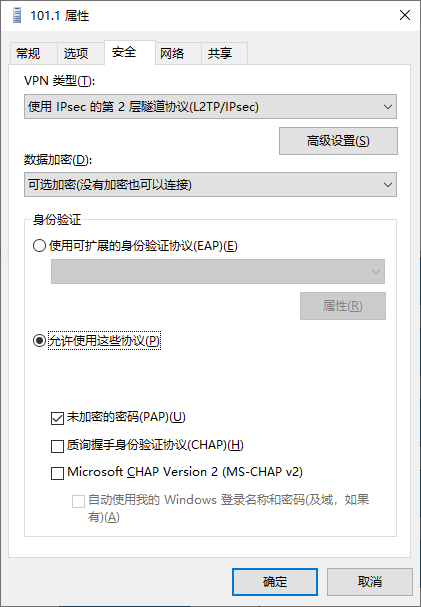 101.1 属性
常规 选项 安全 网络 共享
VPN 类型(T):
使用 IPsec 的第 2 层隧道协议(L2TP/IPsec)
高级设置(S)
数据加密(D):
可选加密(没有加密也可以连接)
身份验证
使用可扩展的身份验证协议(EAP)(E)
属性(R)
允许使用这些协议(P)
未加密的密码(PAP)(U)
质询握手身份验证协议(CHAP)(H)
Microsoft CHAP Version 2 (MS-CHAP v2)
自动使用我的 Windows 登录名称和密码(及域，如果
有)(A)
确定 取消